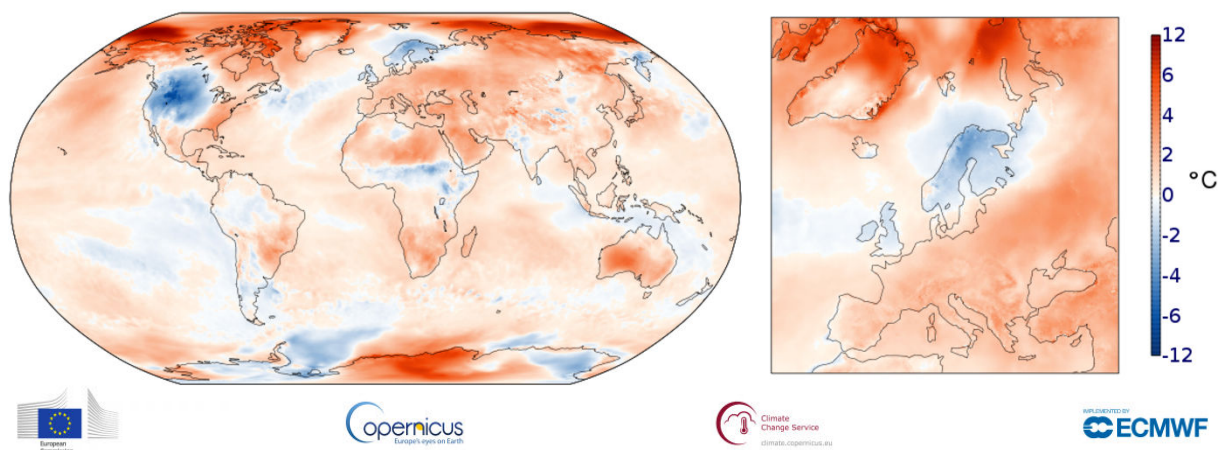 12
6
4
2
0
-2
-4
-6
-12
°C
European
opernicus
Europe's eyes on Earth
Climate
Change Service
climate.copernicus.eu
IMPLEMENTED BY
ECMWF